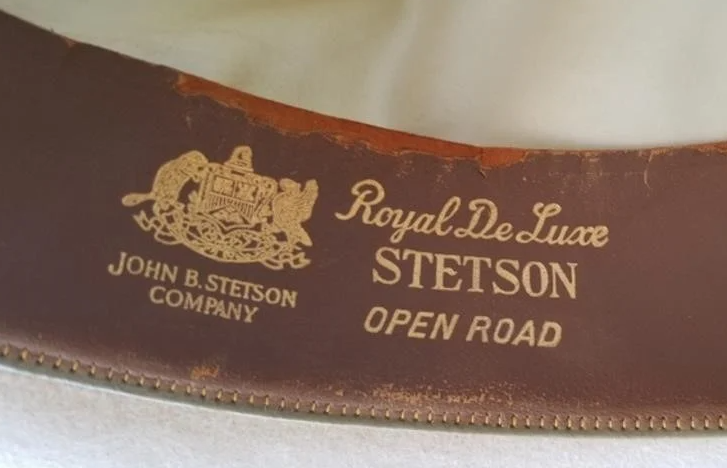 JOHN B. STETSON
COMPANY
Royal De Luxe
STETSON
OPEN ROAD